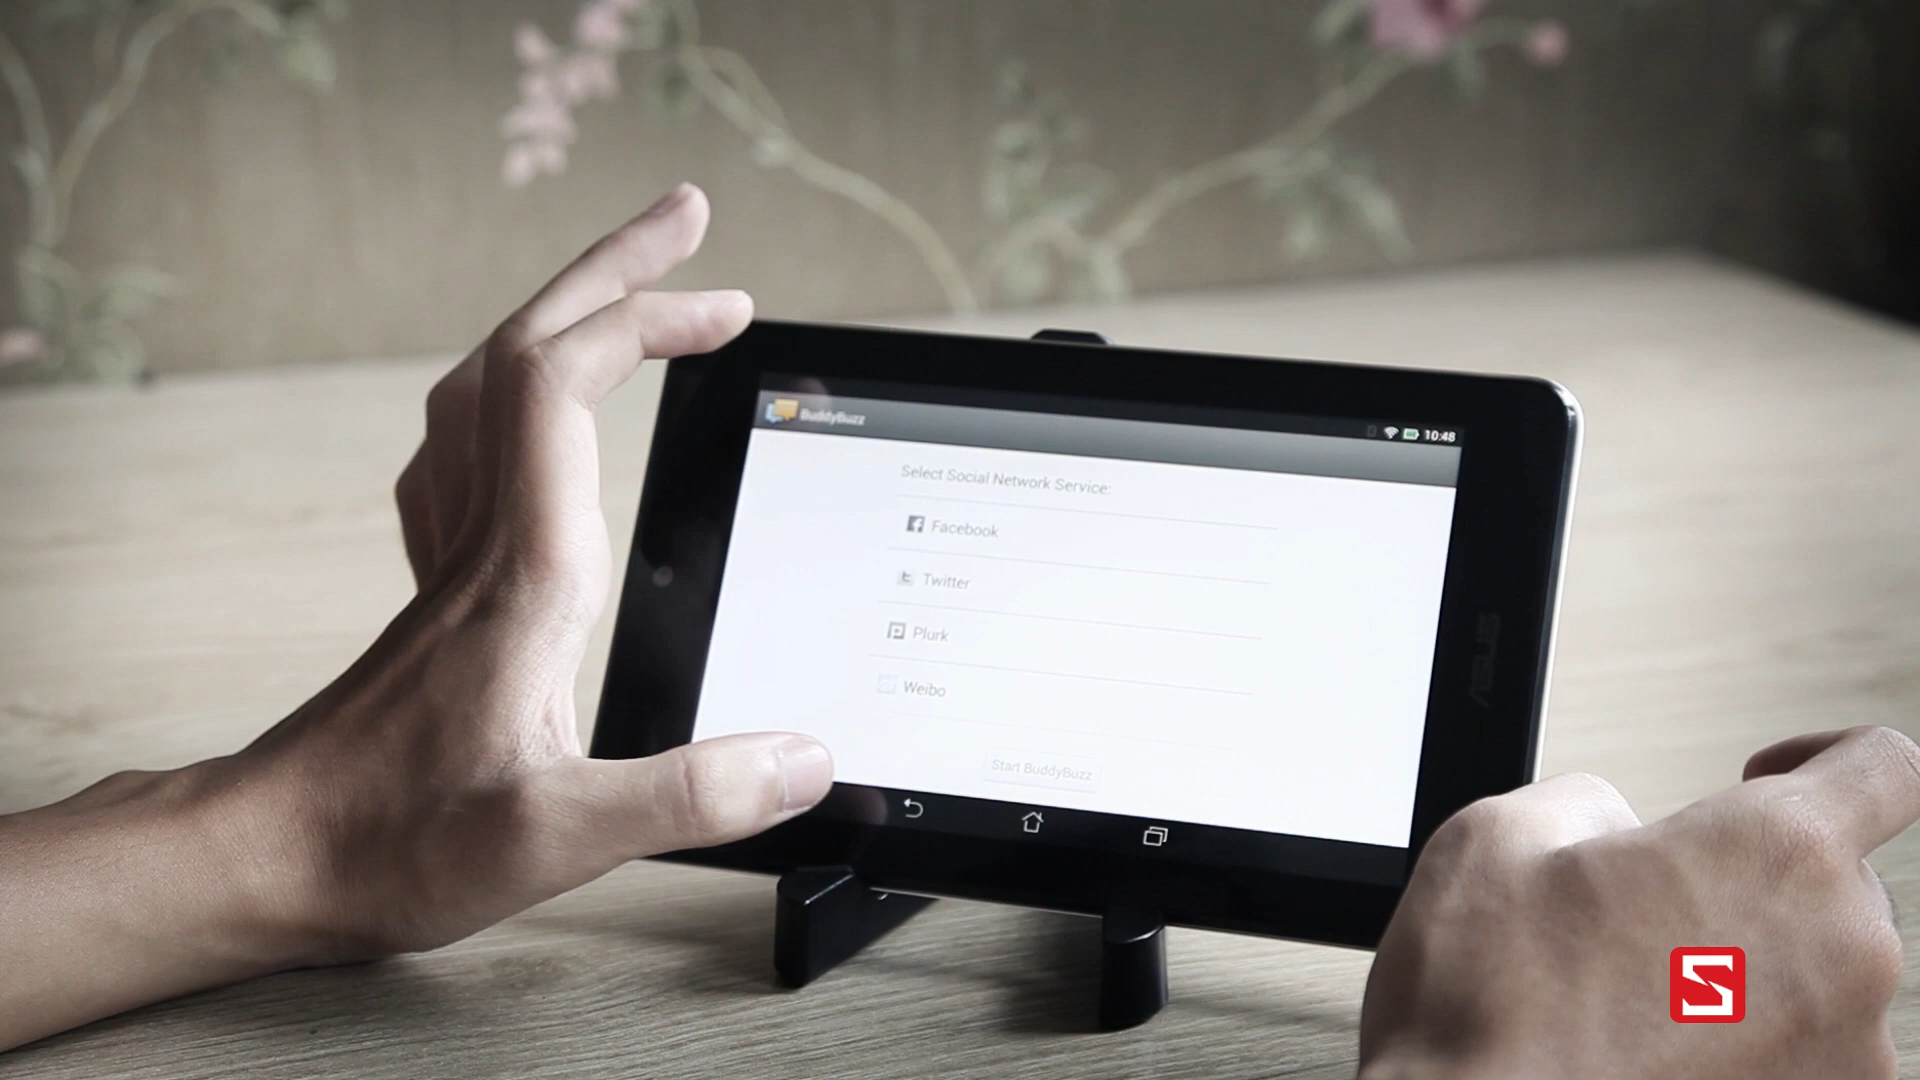 BuddyBuzz
10:48
Select Social Network Service:
Facebook
Twitter
Plurk
Weibo
Start BuddyBuzz
ASUS
S